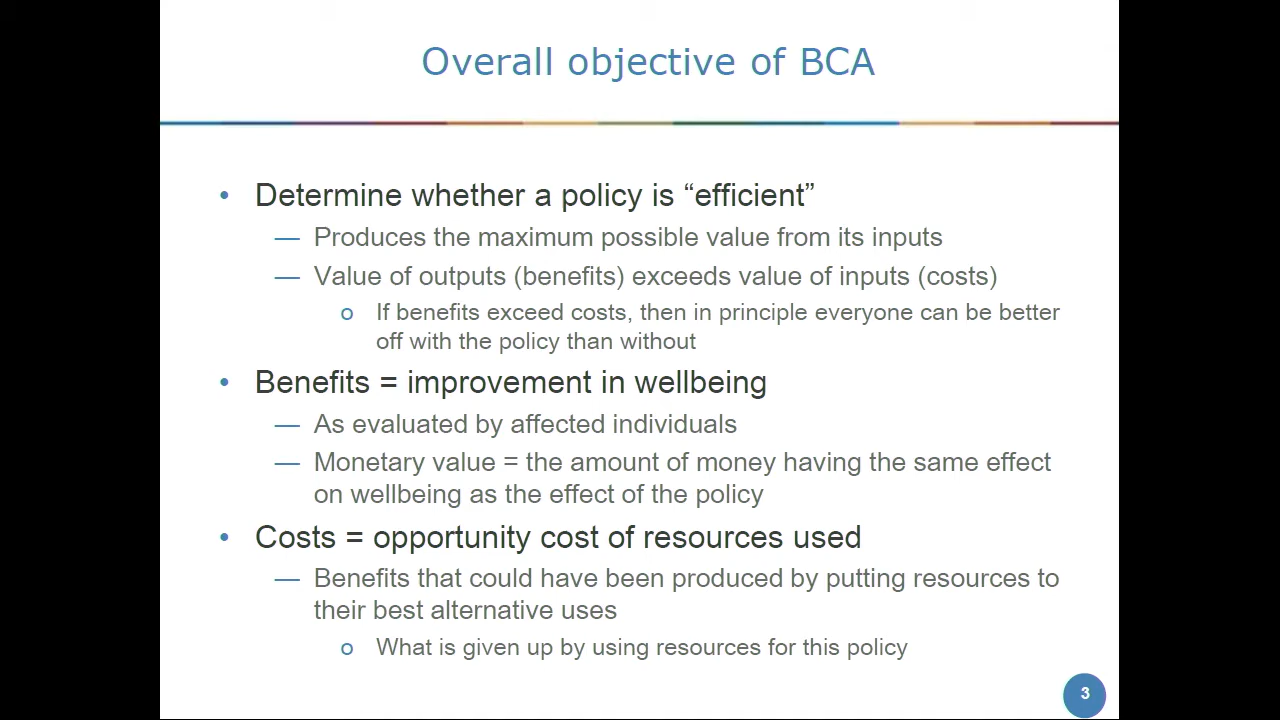 Overall objective of BCA
• Determine whether a policy is “efficient”
— Produces the maximum possible value from its inputs
— Value of outputs (benefits) exceeds value of inputs (costs)
o If benefits exceed costs, then in principle everyone can be better
off with the policy than without
• Benefits = improvement in wellbeing
— As evaluated by affected individuals
— Monetary value = the amount of money having the same effect
on wellbeing as the effect of the policy
• Costs = opportunity cost of resources used
— Benefits that could have been produced by putting resources to
their best alternative uses
o What is given up by using resources for this policy
3